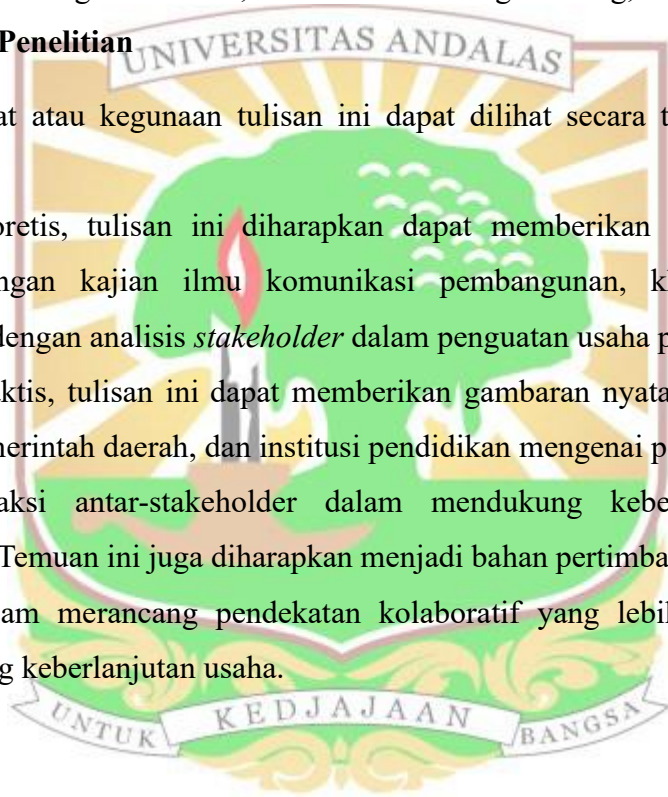 Penelitian
UNIVERSITAS ANDALAS
at atau kegunaan tulisan ini dapat dilihat secara t
oretis, tulisan ini diharapkan dapat memberikan
ngan kajian ilmu komunikasi pembangunan, k
dengan analisis stakeholder dalam penguatan usaha p
aktis, tulisan ini dapat memberikan gambaran nyata
merintah daerah, dan institusi pendidikan mengenai p
aksi antar-stakeholder dalam mendukung kebe
Temuan ini juga diharapkan menjadi bahan pertimba
am merancang pendekatan kolaboratif yang lebih
g keberlanjutan usaha.
UNTUK KEDJAJAAN BANGSA